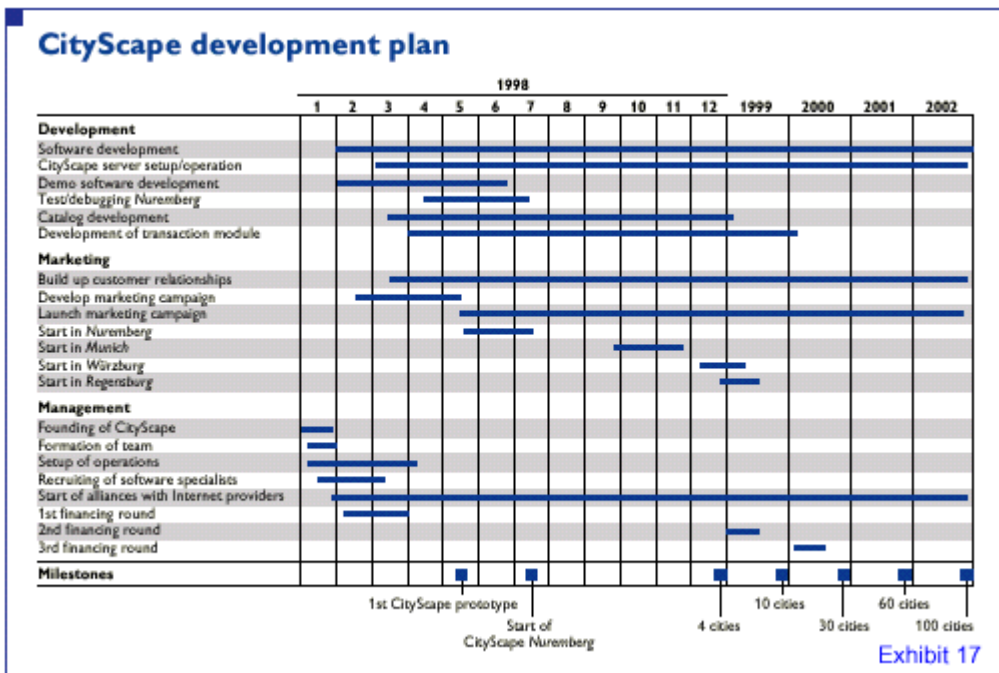 CityScape development plan
1998
1 2 3 4 5 6 7 8 9 10 11 12 1999 2000 2001 2002
Development
Software development
CityScape server setup/operation
Demo software development
Test/debugging Nuremberg
Catalog development
Development of transaction module
Marketing
Build up customer relationships
Develop marketing campaign
Launch marketing campaign
Start in Nuremberg
Start in Munich
Start in Würzburg
Start in Regensburg
Management
Founding of CityScape
Formation of team
Setup of operations
Recruiting of software specialists
Start of alliances with Internet providers
1st financing round
2nd financing round
3rd financing round
Milestones
1st CityScape prototype 10 cities 60 cities
Start of 4 cities 30 cities 100 cities
CityScape Nuremberg
Exhibit 17